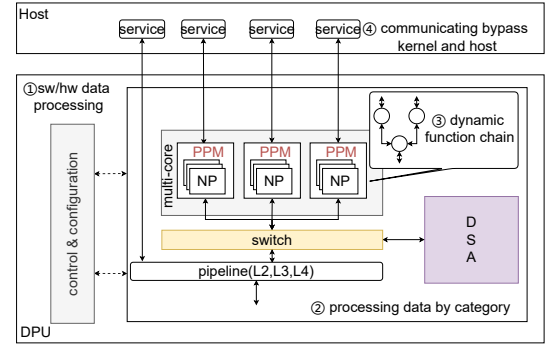 Host
service service service service
④ communicating bypass
kernel and host
①sw/hw data
processing
③ dynamic
function chain
multi-core
PPM PPM PPM
NP NP NP
control & configuration
D
S
A
switch
pipeline(L2,L3,L4)
② processing data by category
DPU